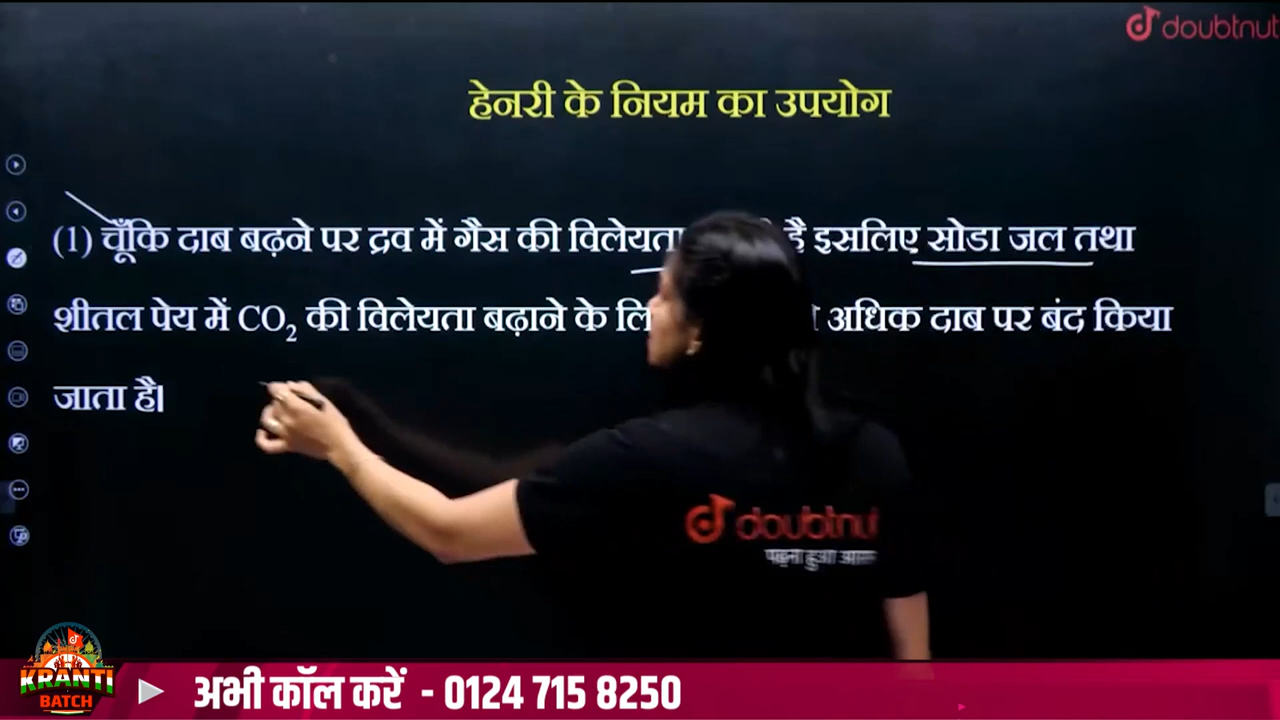 doubtnut
हेनरी के नियम का उपयोग
(1) चूँकि दाब बढ़ने पर द्रव में गैस की विलेयता है इसलिए सोडा जल तथा
शीतल पेय में CO₂ की विलेयता बढ़ाने के अधिक दाब पर बंद किया
जाता है।
doubtnut
KRANTI
BATCH
अभी कॉल करें - 0124 715 8250